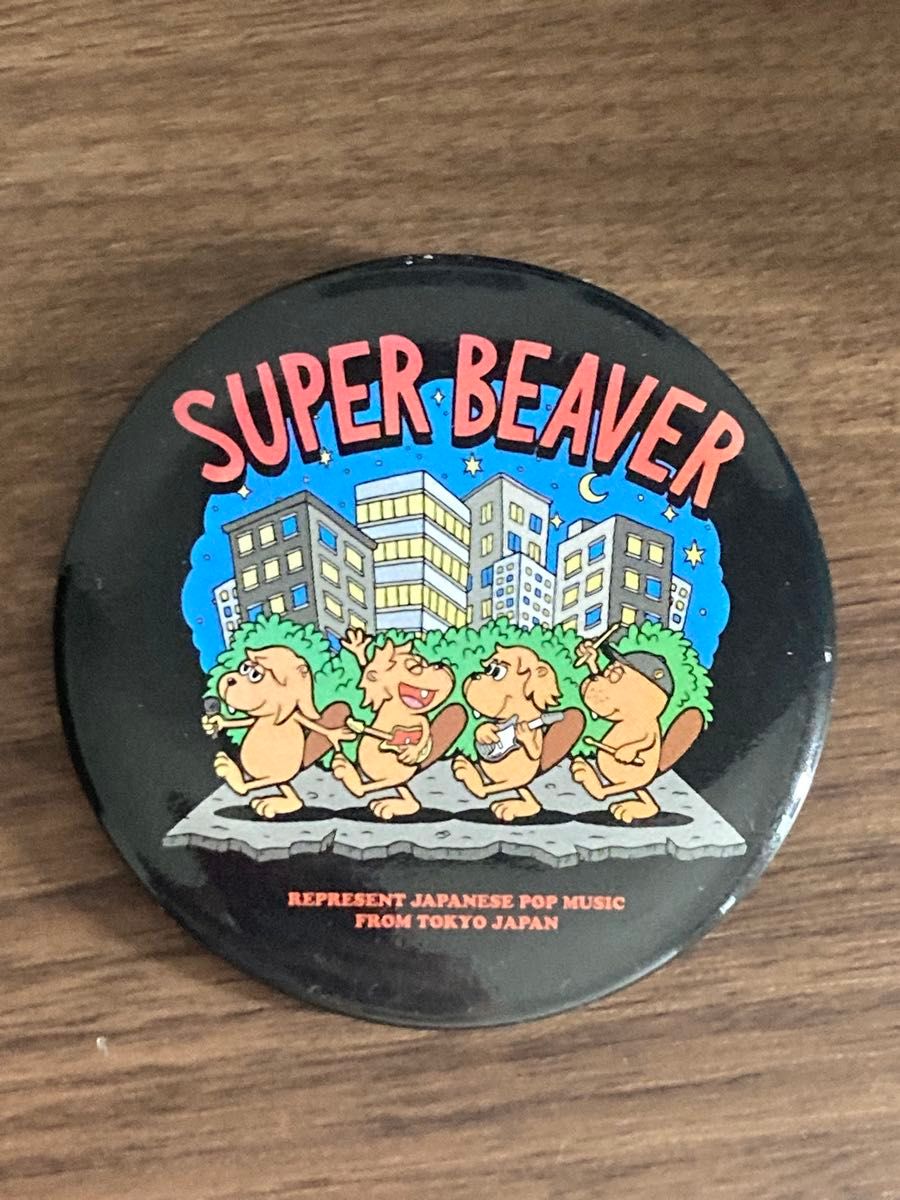 SUPER BEAVER
REPRESENT JAPANESE POP MUSIC
FROM TOKYO JAPAN